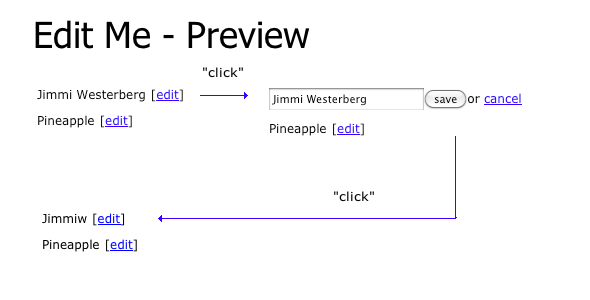 Edit Me - Preview
"click"
Jimmi Westerberg [edit]
Jimmi Westerberg save or cancel
Pineapple [edit]
Pineapple [edit]
"click"
Jimmiw [edit]
Pineapple [edit]